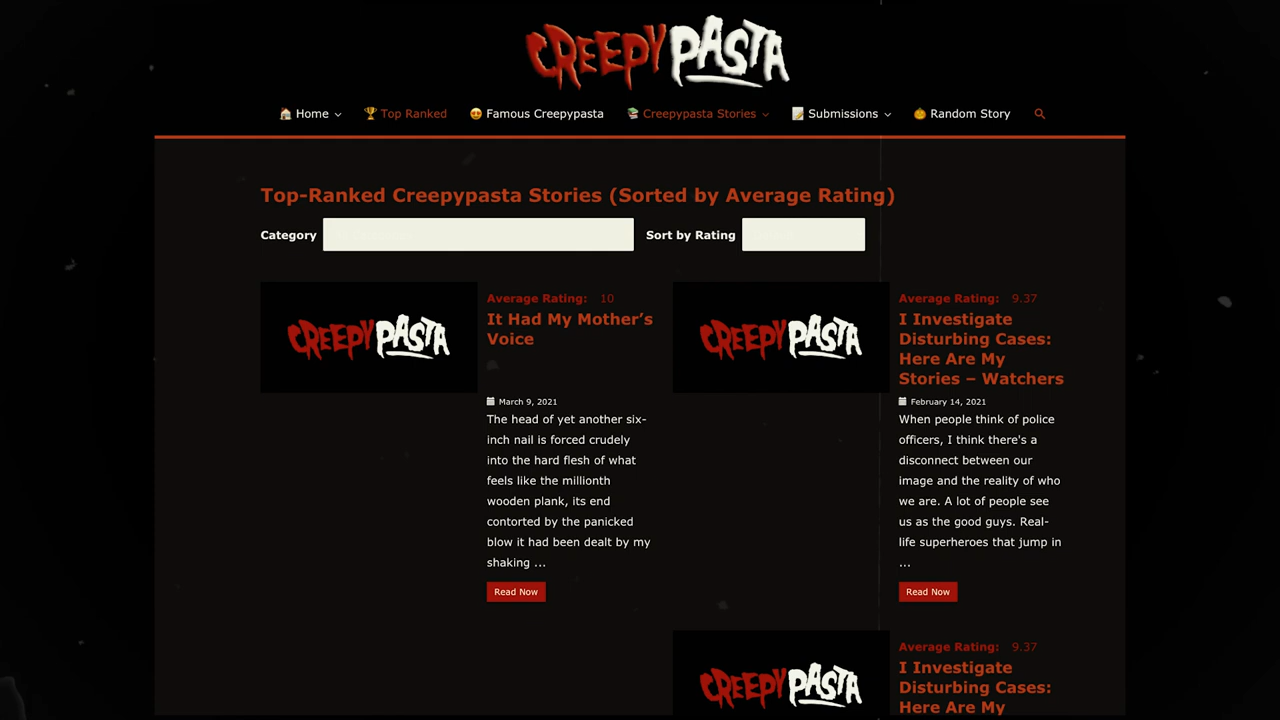 CREEPYPASTA
Home
Top Ranked
Famous Creepypasta
Creepypasta Stories
Submissions
Random Story
Top-Ranked Creepypasta Stories (Sorted by Average Rating)
Category
Sort by Rating
CREEPYPASTA
Average Rating: 10
It Had My Mother’s
Voice
March 9, 2021
The head of yet another six-
inch nail is forced crudely
into the hard flesh of what
feels like the millionth
wooden plank, its end
contorted by the panicked
blow it had been dealt by my
shaking ...
Read Now
CREEPYPASTA
Average Rating: 9.37
I Investigate
Disturbing Cases:
Here Are My
Stories – Watchers
February 14, 2021
When people think of police
officers, I think there's a
disconnect between our
image and the reality of who
we are. A lot of people see
us as the good guys. Real-
life superheroes that jump in
...
Read Now
CREEPYPASTA
Average Rating: 9.37
I Investigate
Disturbing Cases:
Here Are My